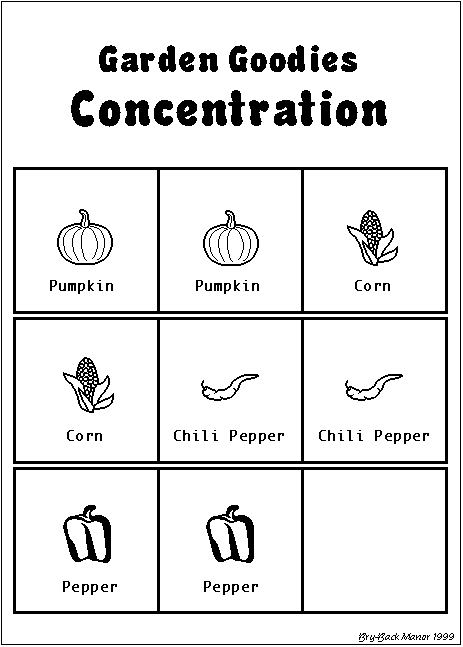 Garden Goodies
Concentration
Pumpkin Pumpkin Corn
Corn Chili Pepper Chili Pepper
Pepper Pepper
Bry-Back Manor 1999